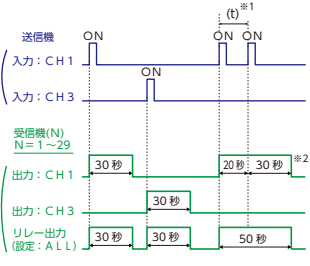 (t)※1
送信機 ON ON ON
入力：CH1
ON
入力：CH3
受信機(N)
N＝1～29
出力：CH1 30秒 20秒 30秒 ※2
出力：CH3 30秒
リレー出力
(設定：ALL) 30秒 30秒 50秒